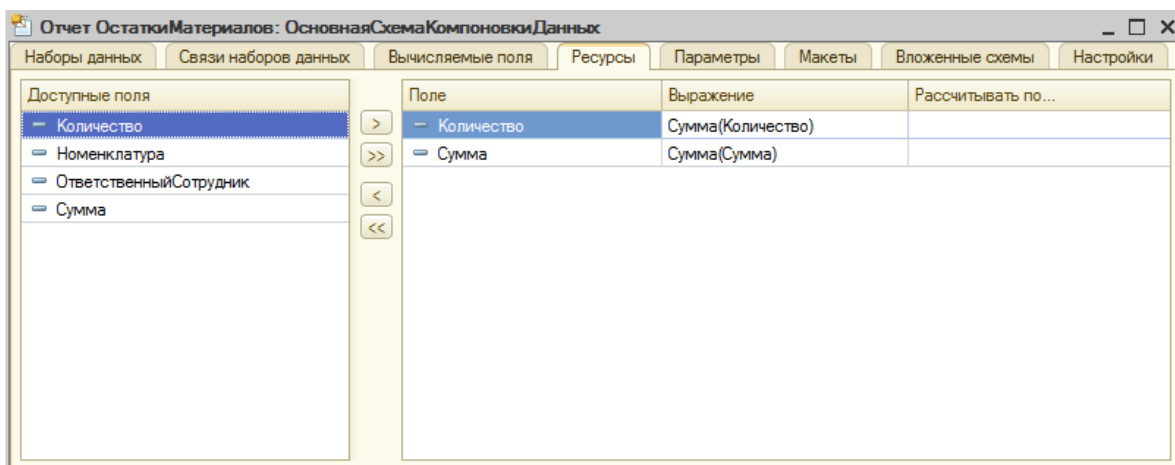 Отчет ОстаткиМатериалов: ОсновнаяСхемаКомпоновкиДанных
Наборы данных Связи наборов данных Вычисляемые поля Ресурсы Параметры Макеты Вложенные схемы Настройки
Доступные поля Поле Выражение Рассчитывать по...
Количество > Количество Сумма(Количество)
Номенклатура >> Сумма Сумма(Сумма)
ОтветственныйСотрудник <
Сумма
<<